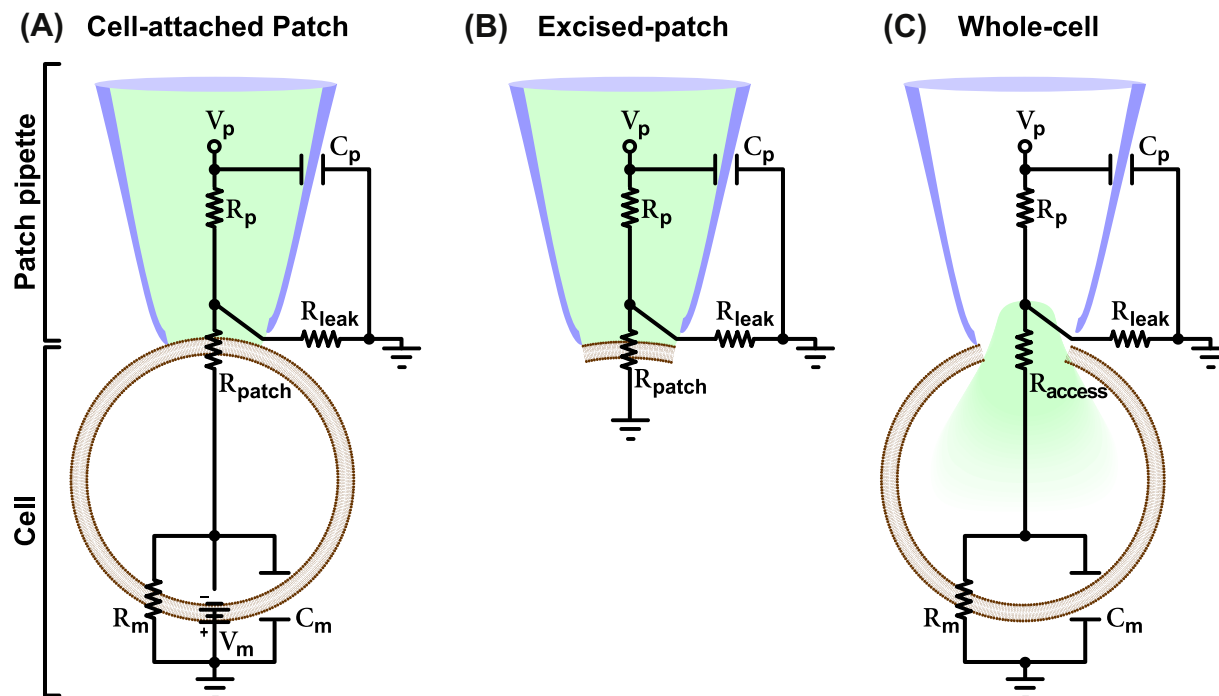 (A) Cell-attached Patch
(B) Excised-patch
(C) Whole-cell
Patch pipette
Cell
Vp
Cp
Rp
Rleak
Rpatch
Rm
−
+
Vm
Cm
Vp
Cp
Rp
Rleak
Rpatch
Vp
Cp
Rp
Rleak
Raccess
Rm
Cm